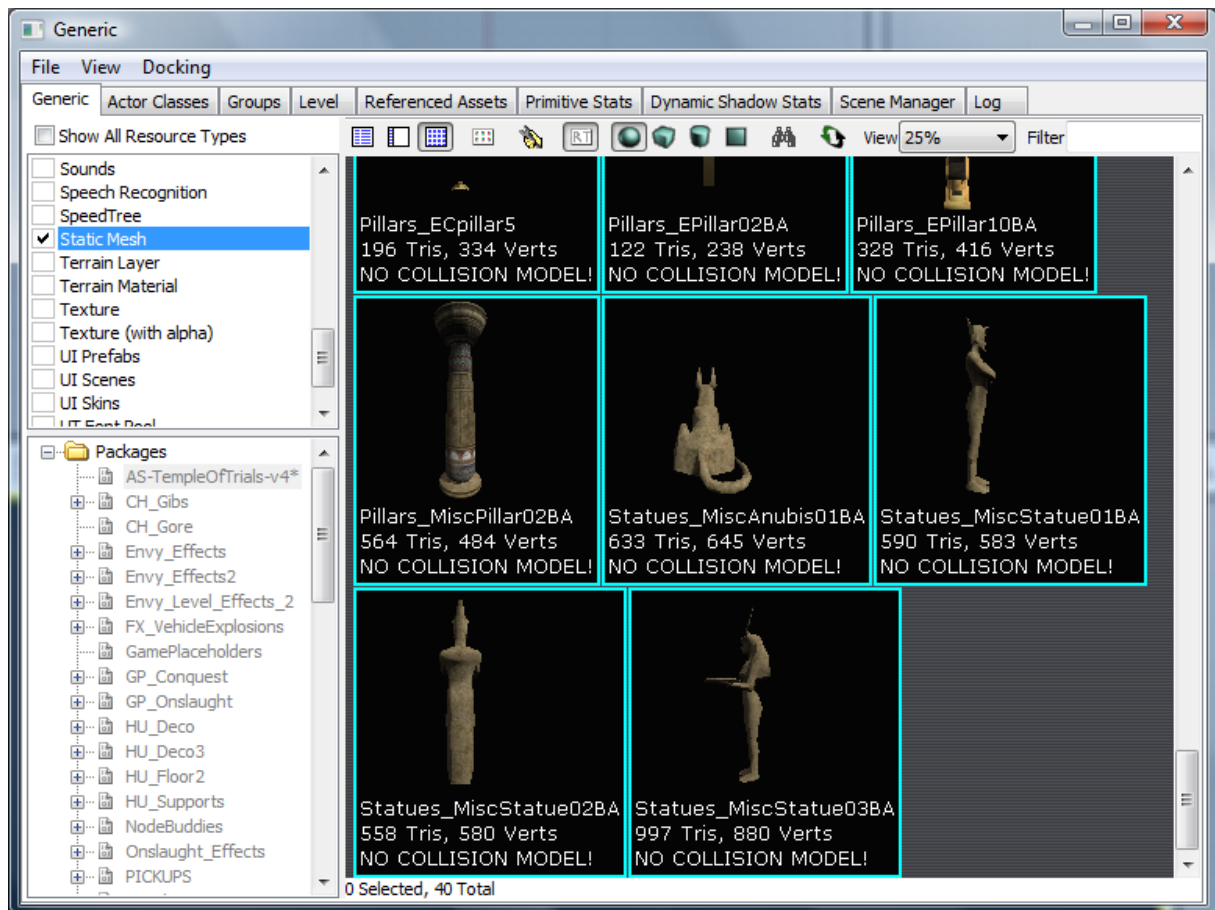 Generic
File View Docking
Generic Actor Classes Groups Level Referenced Assets Primitive Stats Dynamic Shadow Stats Scene Manager Log
Show All Resource Types
RT
View 25% Filter
Sounds
Speech Recognition
SpeedTree
Static Mesh
Terrain Layer
Terrain Material
Texture
Texture (with alpha)
UI Prefabs
UI Scenes
UI Skins
Packages
AS-TempleOfTrials-v4*
CH_Gibs
CH_Gore
Envy_Effects
Envy_Effects2
Envy_Level_Effects_2
FX_VehicleExplosions
GamePlaceholders
GP_Conquest
GP_Onslaught
HU_Deco
HU_Deco3
HU_Floor2
HU_Supports
NodeBuddies
Onslaught_Effects
PICKUPS
Pillars_ECpillar5
196 Tris, 334 Verts
NO COLLISION MODEL!
Pillars_EPillar02BA
122 Tris, 238 Verts
NO COLLISION MODEL!
Pillars_EPillar10BA
328 Tris, 416 Verts
NO COLLISION MODEL!
Pillars_MiscPillar02BA
564 Tris, 484 Verts
NO COLLISION MODEL!
Statues_MiscAnubis01BA
633 Tris, 645 Verts
NO COLLISION MODEL!
Statues_MiscStatue01BA
590 Tris, 583 Verts
NO COLLISION MODEL!
Statues_MiscStatue02BA
558 Tris, 580 Verts
NO COLLISION MODEL!
Statues_MiscStatue03BA
997 Tris, 880 Verts
NO COLLISION MODEL!
0 Selected, 40 Total